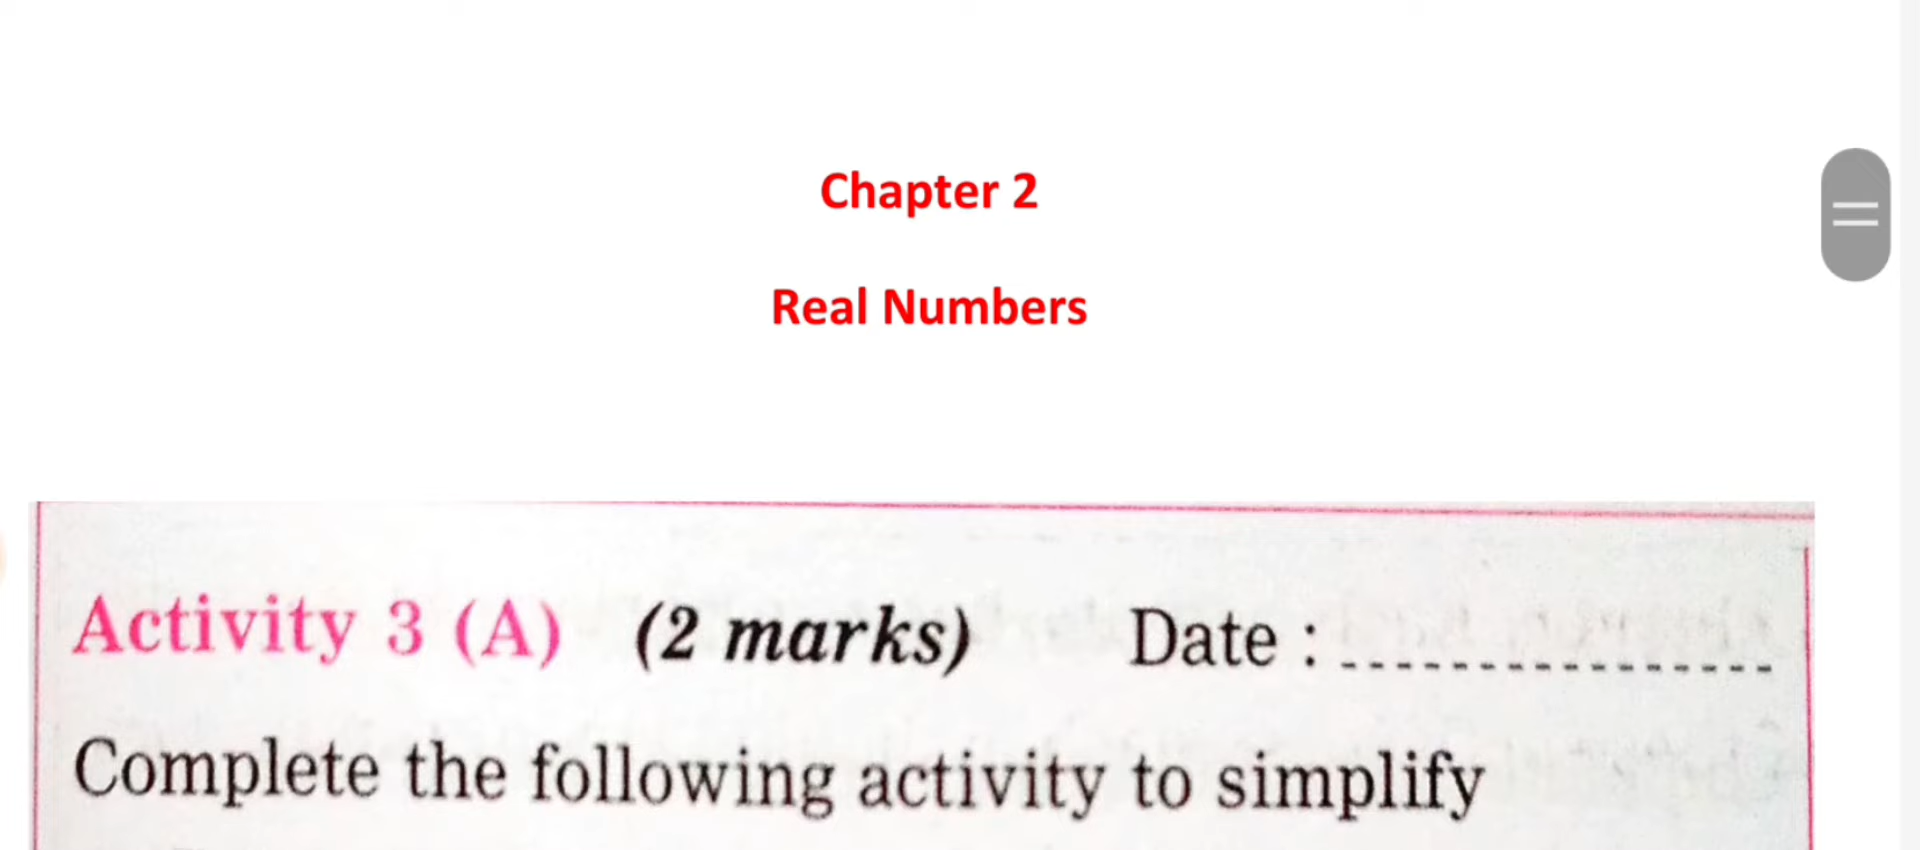 Chapter 2
Real Numbers
Activity 3 (A) (2 marks) Date :
Complete the following activity to simplify